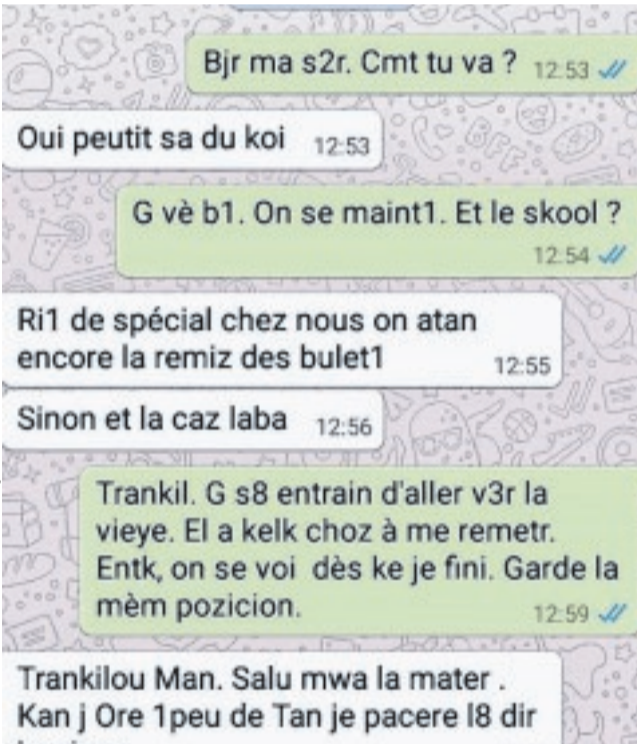 Bjr ma s2r. Cmt tu va ? 12:53
Oui peutit sa du koi 12:53
G vè b1. On se maint1. Et le skool ?
12:54
Ri1 de spécial chez nous on atan
encore la remiz des bulet1 12:55
Sinon et la caz laba 12:56
Trankil. G s8 entrain d'aller v3r la
vieye. El a kelk choz à me remetr.
Entk, on se voi dès ke je fini. Garde la
mèm pozicion. 12:59
Trankilou Man. Salu mwa la mater .
Kan j Ore 1peu de Tan je pacere l8 dir